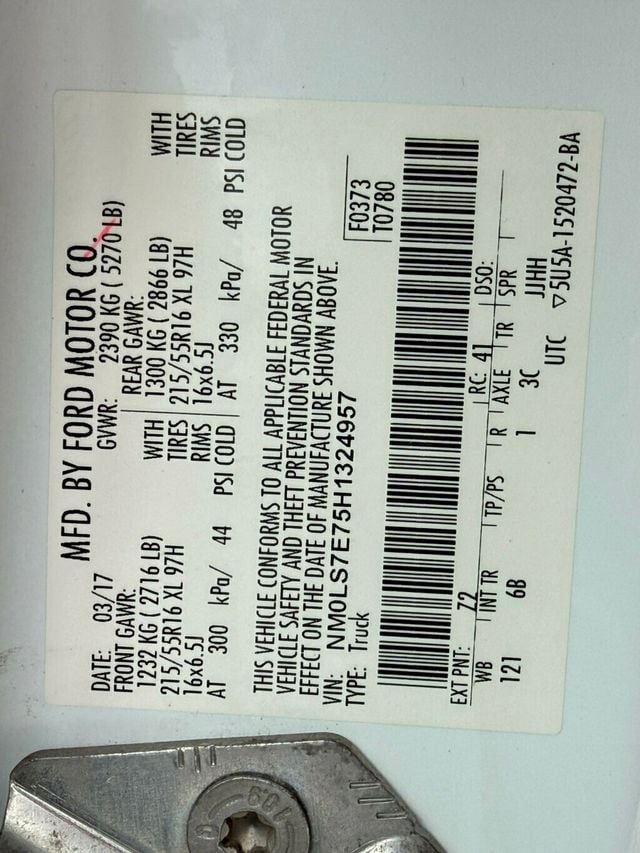 MFD. BY FORD MOTOR CO.
DATE: 03/17 GVWR: 2390 KG ( 5270 LB)
FRONT GAWR: REAR GAWR:
1232 KG ( 2716 LB) WITH 1300 KG ( 2866 LB) WITH
215/55R16 XL 97H TIRES 215/55R16 XL 97H TIRES
16x6.5J RIMS 16x6.5J RIMS
AT 300 kPa/ 44 PSI COLD AT 330 kPa/ 48 PSI COLD
THIS VEHICLE CONFORMS TO ALL APPLICABLE FEDERAL MOTOR
VEHICLE SAFETY AND THEFT PREVENTION STANDARDS IN
EFFECT ON THE DATE OF MANUFACTURE SHOWN ABOVE.
VIN: NM0LS7E75H1324957 F0373
TYPE: Truck T0780
EXT PNT: Z2 RC: 41 DSO:
WB INT TR TP/PS R AXLE TR SPR
121 6B 1 3C JJHH
UTC ▽5U5A-1520472-BA
109